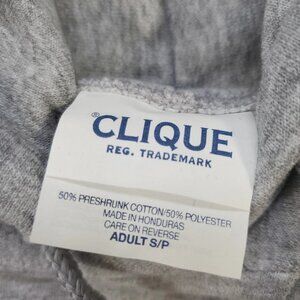 ®CLIQUE
REG. TRADEMARK
50% PRESHRUNK COTTON/50% POLYESTER
MADE IN HONDURAS
CARE ON REVERSE
ADULT S/P